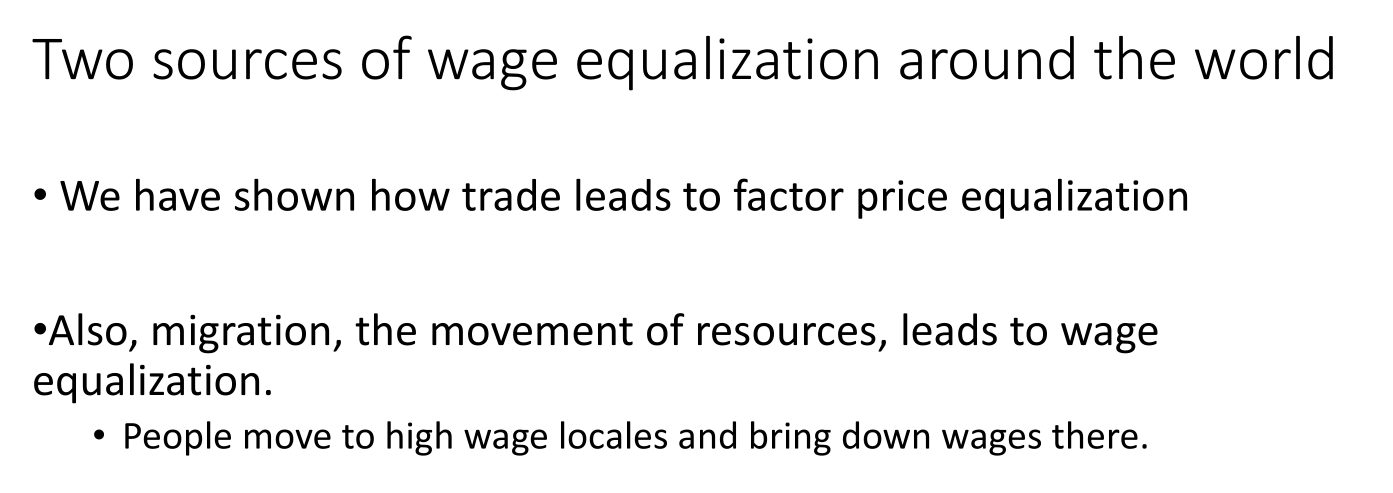 Two sources of wage equalization around the world
• We have shown how trade leads to factor price equalization
•Also, migration, the movement of resources, leads to wage
equalization.
• People move to high wage locales and bring down wages there.